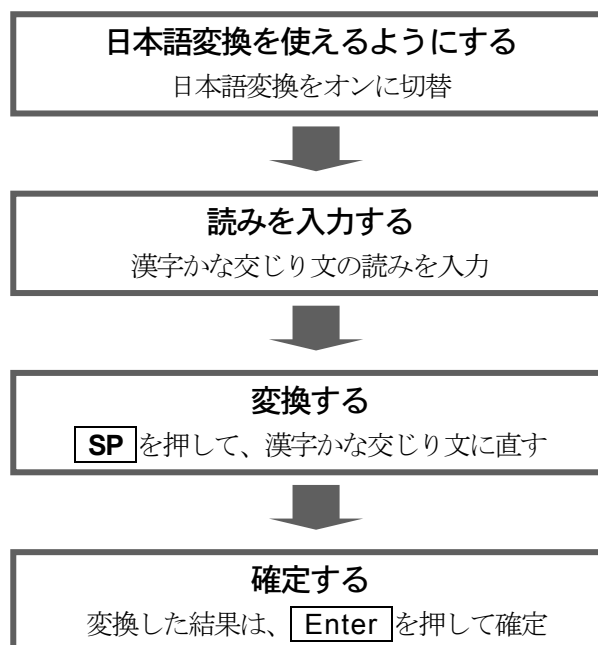 日本語変換を使えるようにする
日本語変換をオンに切替
読みを入力する
漢字かな交じり文の読みを入力
変換する
SP を押して、漢字かな交じり文に直す
確定する
変換した結果は、 Enter を押して確定